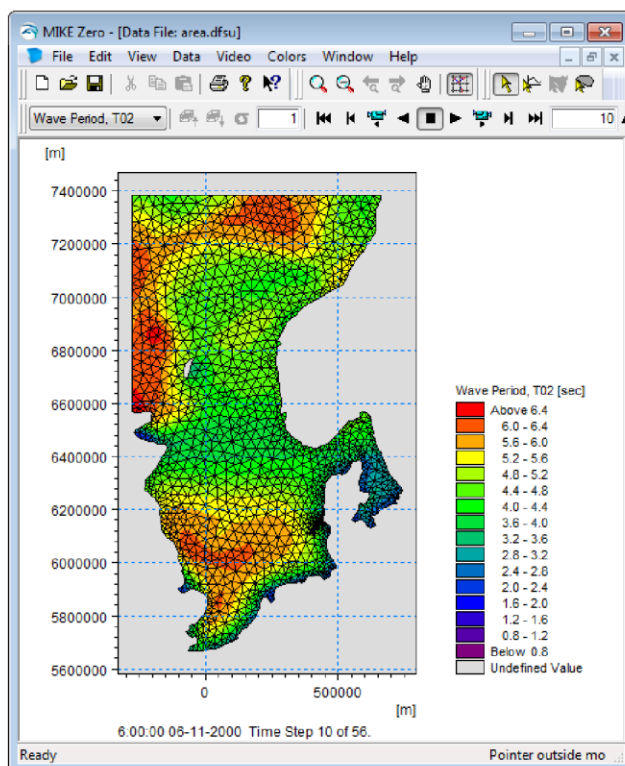 MIKE Zero - [Data File: area.dfsu]
File Edit View Data Video Colors Window Help
Wave Period, T02 1 10
[m]
7400000
7200000
7000000
6800000
6600000
6400000
6200000
6000000
5800000
5600000
0 500000
[m]
Wave Period, T02 [sec]
Above 6.4
6.0 - 6.4
5.6 - 6.0
5.2 - 5.6
4.8 - 5.2
4.4 - 4.8
4.0 - 4.4
3.6 - 4.0
3.2 - 3.6
2.8 - 3.2
2.4 - 2.8
2.0 - 2.4
1.6 - 2.0
1.2 - 1.6
0.8 - 1.2
Below 0.8
Undefined Value
6:00:00 06-11-2000 Time Step 10 of 56.
Ready Pointer outside mo